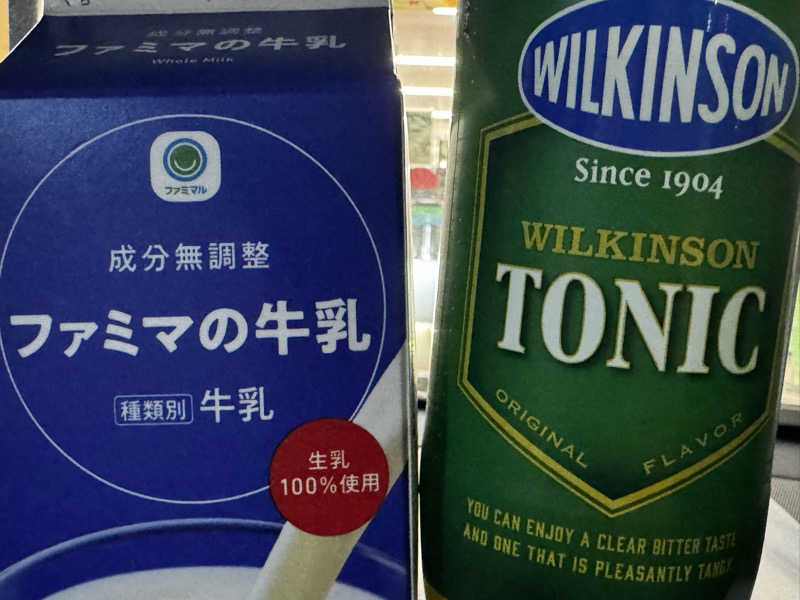 成分無調整
ファミマの牛乳
Whole Milk
ファミマル
成分無調整
ファミマの牛乳
種類別 牛乳
生乳
100%使用
WILKINSON
Since 1904
WILKINSON
TONIC
ORIGINAL FLAVOR
YOU CAN ENJOY A CLEAR BITTER TASTE
AND ONE THAT IS PLEASANTLY TANGY.